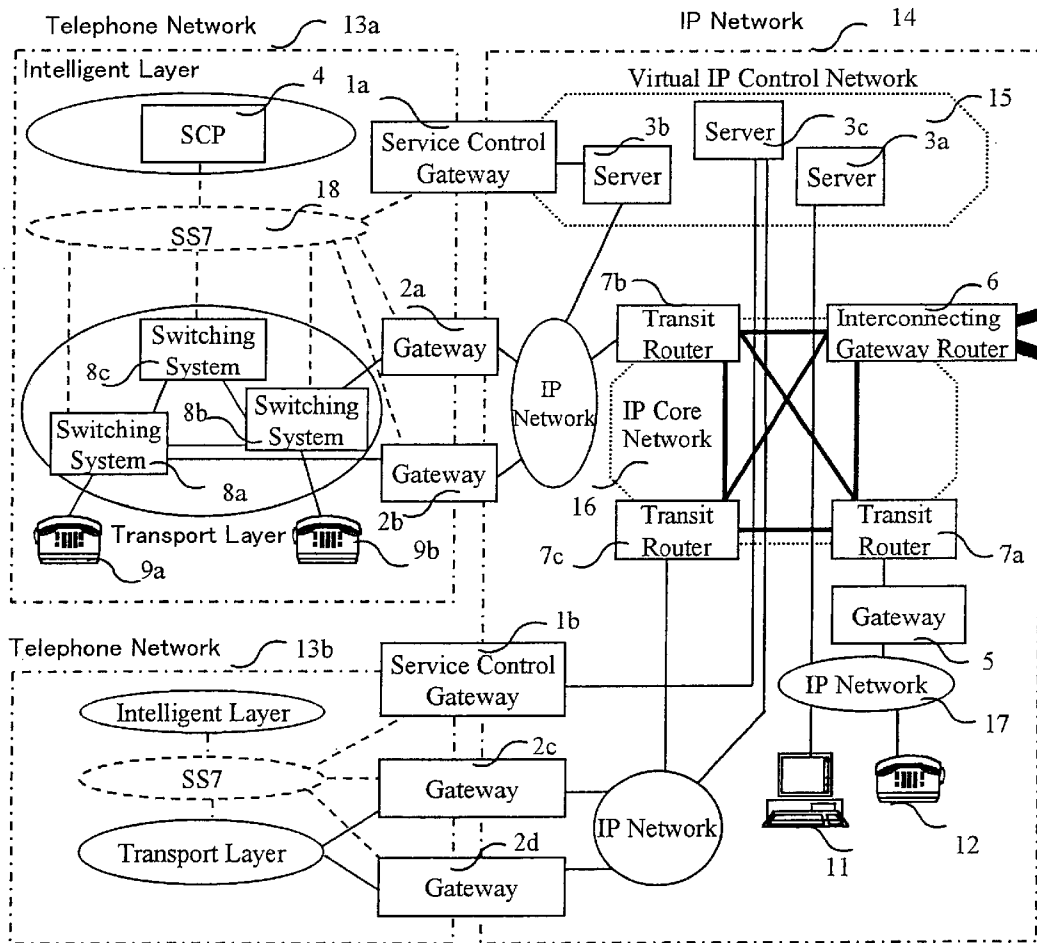 Telephone Network
13a
IP Network
14
Intelligent Layer
4
SCP
1a
Service Control
Gateway
Virtual IP Control Network
15
3b
Server
Server
3c
3a
Server
18
SS7
2a
Gateway
7b
Transit
Router
6
Interconnecting
Gateway Router
Switching
System
8c
8b
Switching
System
Switching
System
8a
IP
Network
IP Core
Network
16
Gateway
2b
Transport Layer
9a
9b
Transit
Router
7c
Transit
Router
7a
Gateway
5
Telephone Network
13b
1b
Service Control
Gateway
IP Network
17
Intelligent Layer
SS7
2c
Gateway
Transport Layer
2d
Gateway
IP Network
11
12